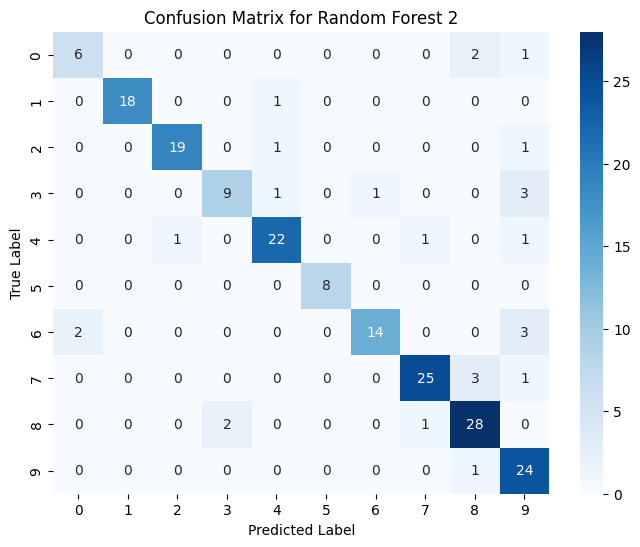 Confusion Matrix for Random Forest 2
0 6 0 0 0 0 0 0 0 2 1
1 0 18 0 0 1 0 0 0 0 0
2 0 0 19 0 1 0 0 0 0 1
3 0 0 0 9 1 0 1 0 0 3
4 0 0 1 0 22 0 0 1 0 1
5 0 0 0 0 0 8 0 0 0 0
6 2 0 0 0 0 0 14 0 0 3
7 0 0 0 0 0 0 0 25 3 1
8 0 0 0 2 0 0 0 1 28 0
9 0 0 0 0 0 0 0 0 1 24
0 1 2 3 4 5 6 7 8 9
Predicted Label
True Label
25
20
15
10
5
0